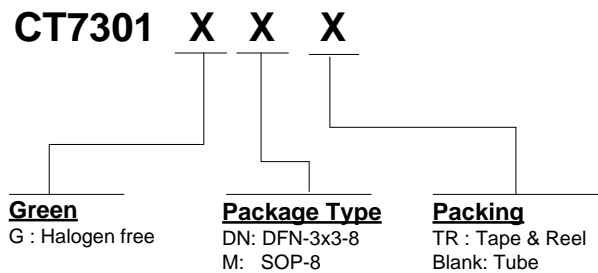 CT7301 X X X
Green
G : Halogen free
Package Type
DN: DFN-3x3-8
M: SOP-8
Packing
TR : Tape & Reel
Blank: Tube